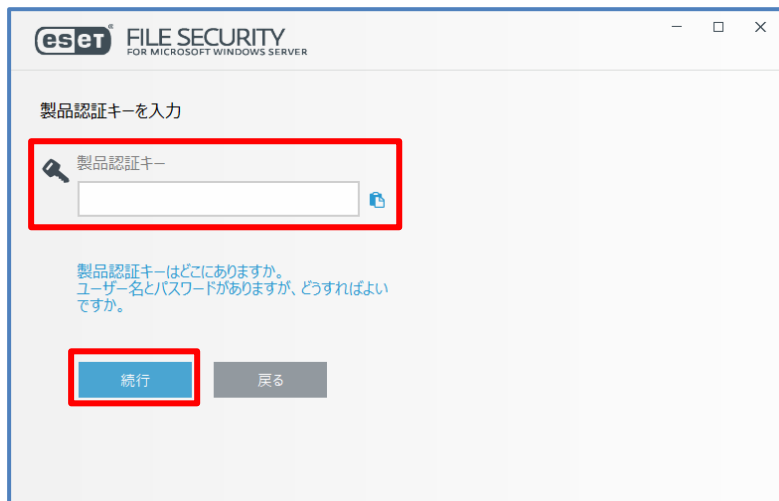 eset FILE SECURITY
FOR MICROSOFT WINDOWS SERVER
製品認証キーを入力
製品認証キー
製品認証キーはどこにありますか。
ユーザー名とパスワードがありますが、どうすればよい
ですか。
続行 戻る